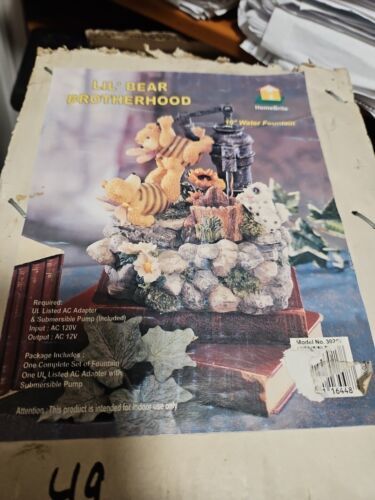 LIL' BEAR
BROTHERHOOD
HomeBrite
10" Water Fountain
Required:
UL Listed AC Adapter
& Submersible Pump (Included)
Input : AC 120V
Output : AC 12V
Package Includes :
One Complete Set of Fountain
One UL Listed AC Adapter with
Submersible Pump
Attention : This product is intended for indoor use only
Model No.
16448
49